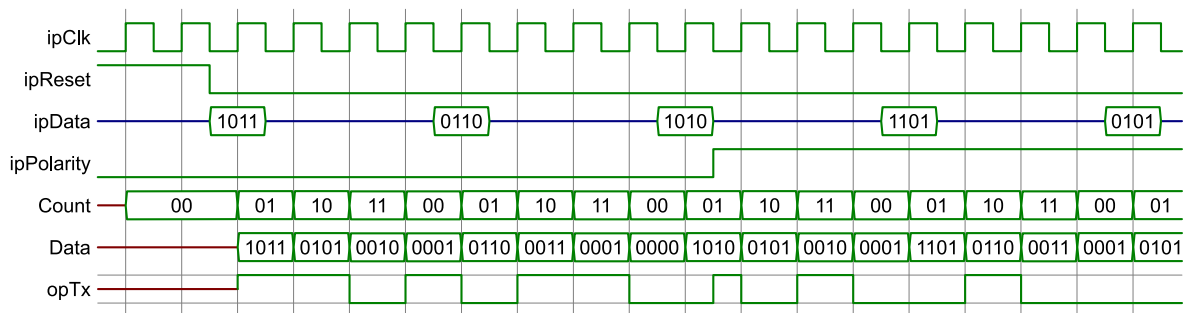 ipClk
ipReset
ipData 1011 0110 1010 1101 0101
ipPolarity
Count 00 01 10 11 00 01 10 11 00 01 10 11 00 01 10 11 00 01
Data 1011 0101 0010 0001 0110 0011 0001 0000 1010 0101 0010 0001 1101 0110 0011 0001 0101
opTx